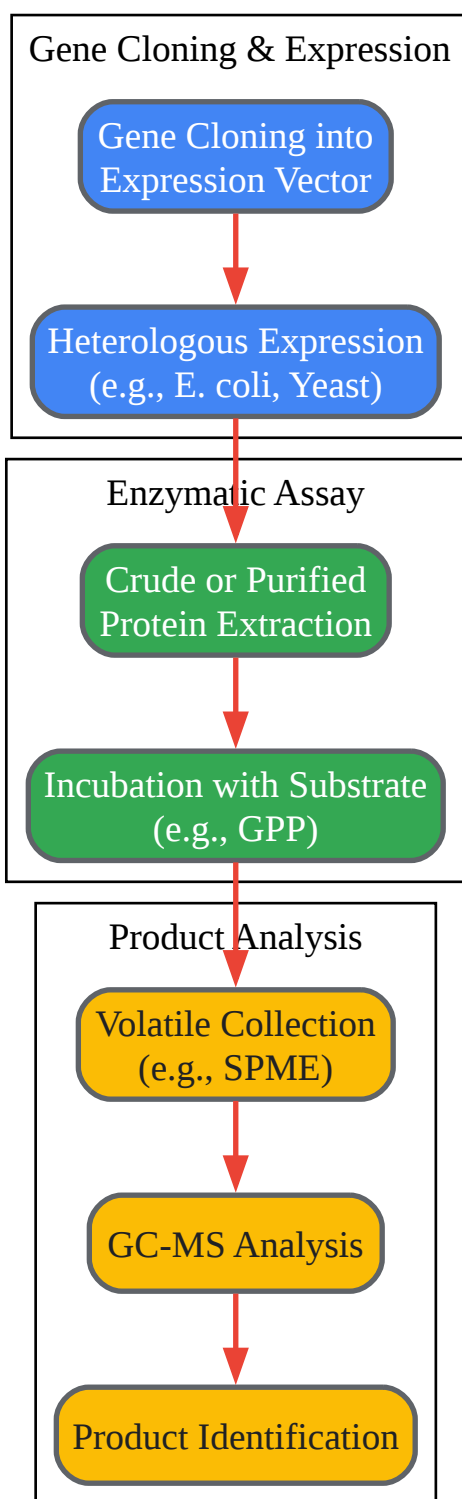 Gene Cloning & Expression
Gene Cloning into
Expression Vector
Heterologous Expression
(e.g., E. coli, Yeast)
Enzymatic Assay
Crude or Purified
Protein Extraction
Incubation with Substrate
(e.g., GPP)
Product Analysis
Volatile Collection
(e.g., SPME)
GC-MS Analysis
Product Identification